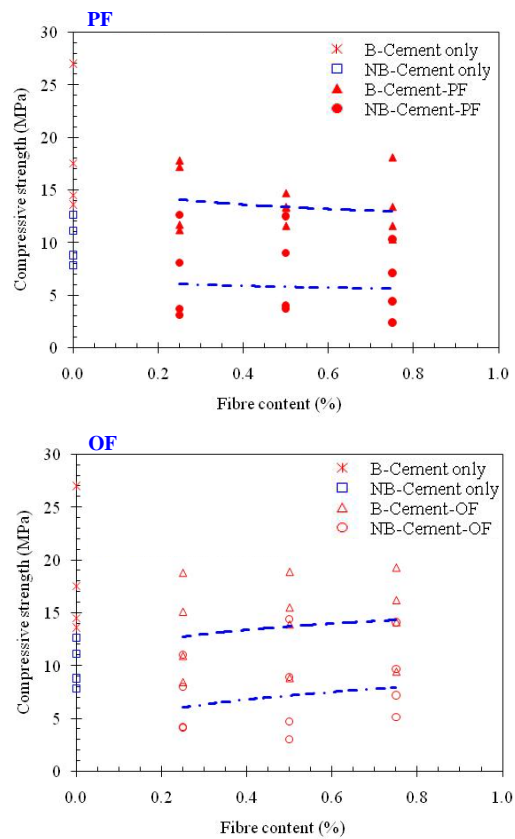 PF
30
25
20
15
10
5
0
Compressive strength (MPa)
B-Cement only
NB-Cement only
B-Cement-PF
NB-Cement-PF
0.0 0.2 0.4 0.6 0.8 1.0
Fibre content (%)
OF
30
25
20
15
10
5
0
Compressive strength (MPa)
B-Cement only
NB-Cement only
B-Cement-OF
NB-Cement-OF
0.0 0.2 0.4 0.6 0.8 1.0
Fibre content (%)